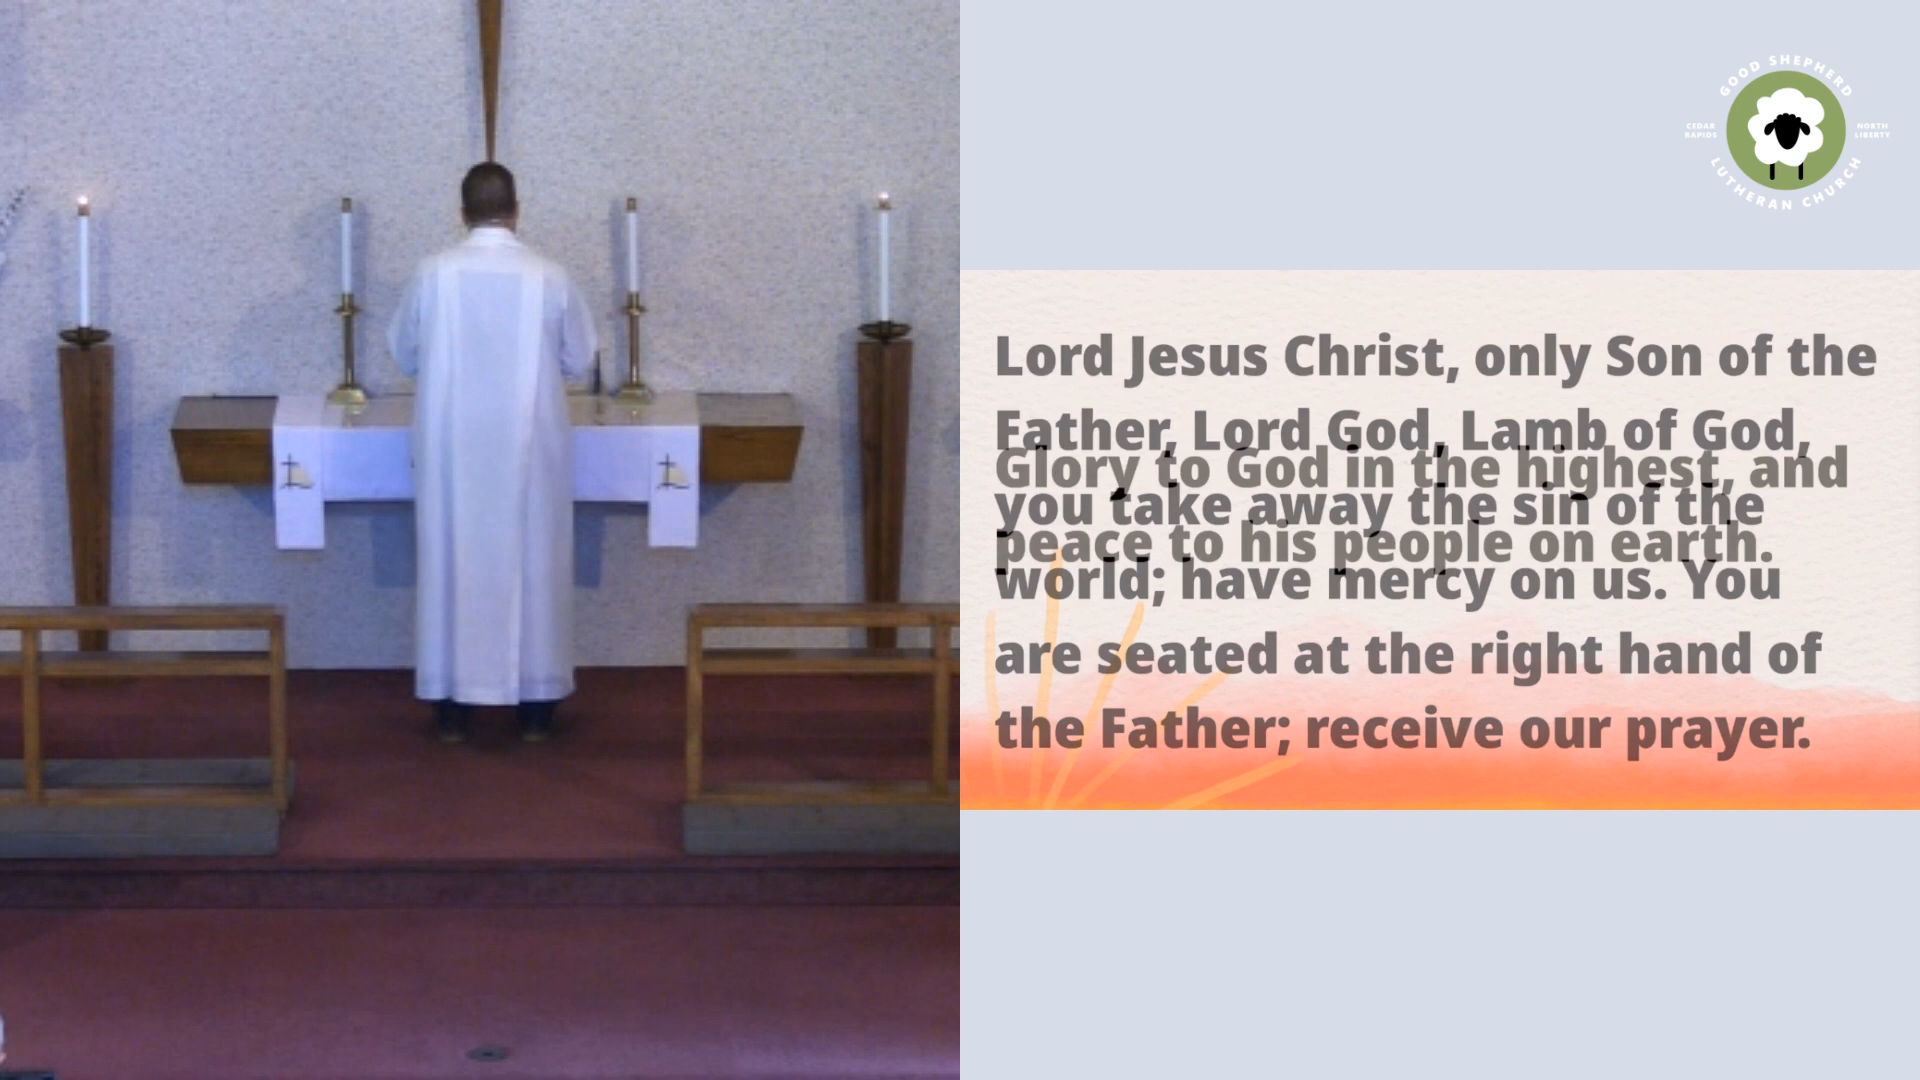 GOOD SHEPHERD
CEDAR RAPIDS
NORTH LIBERTY
LUTHERAN CHURCH
Lord Jesus Christ, only Son of the
Father, Lord God, Lamb of God,
Glory to God in the highest, and
you take away the sin of the
peace to his people on earth.
world; have mercy on us. You
are seated at the right hand of
the Father; receive our prayer.